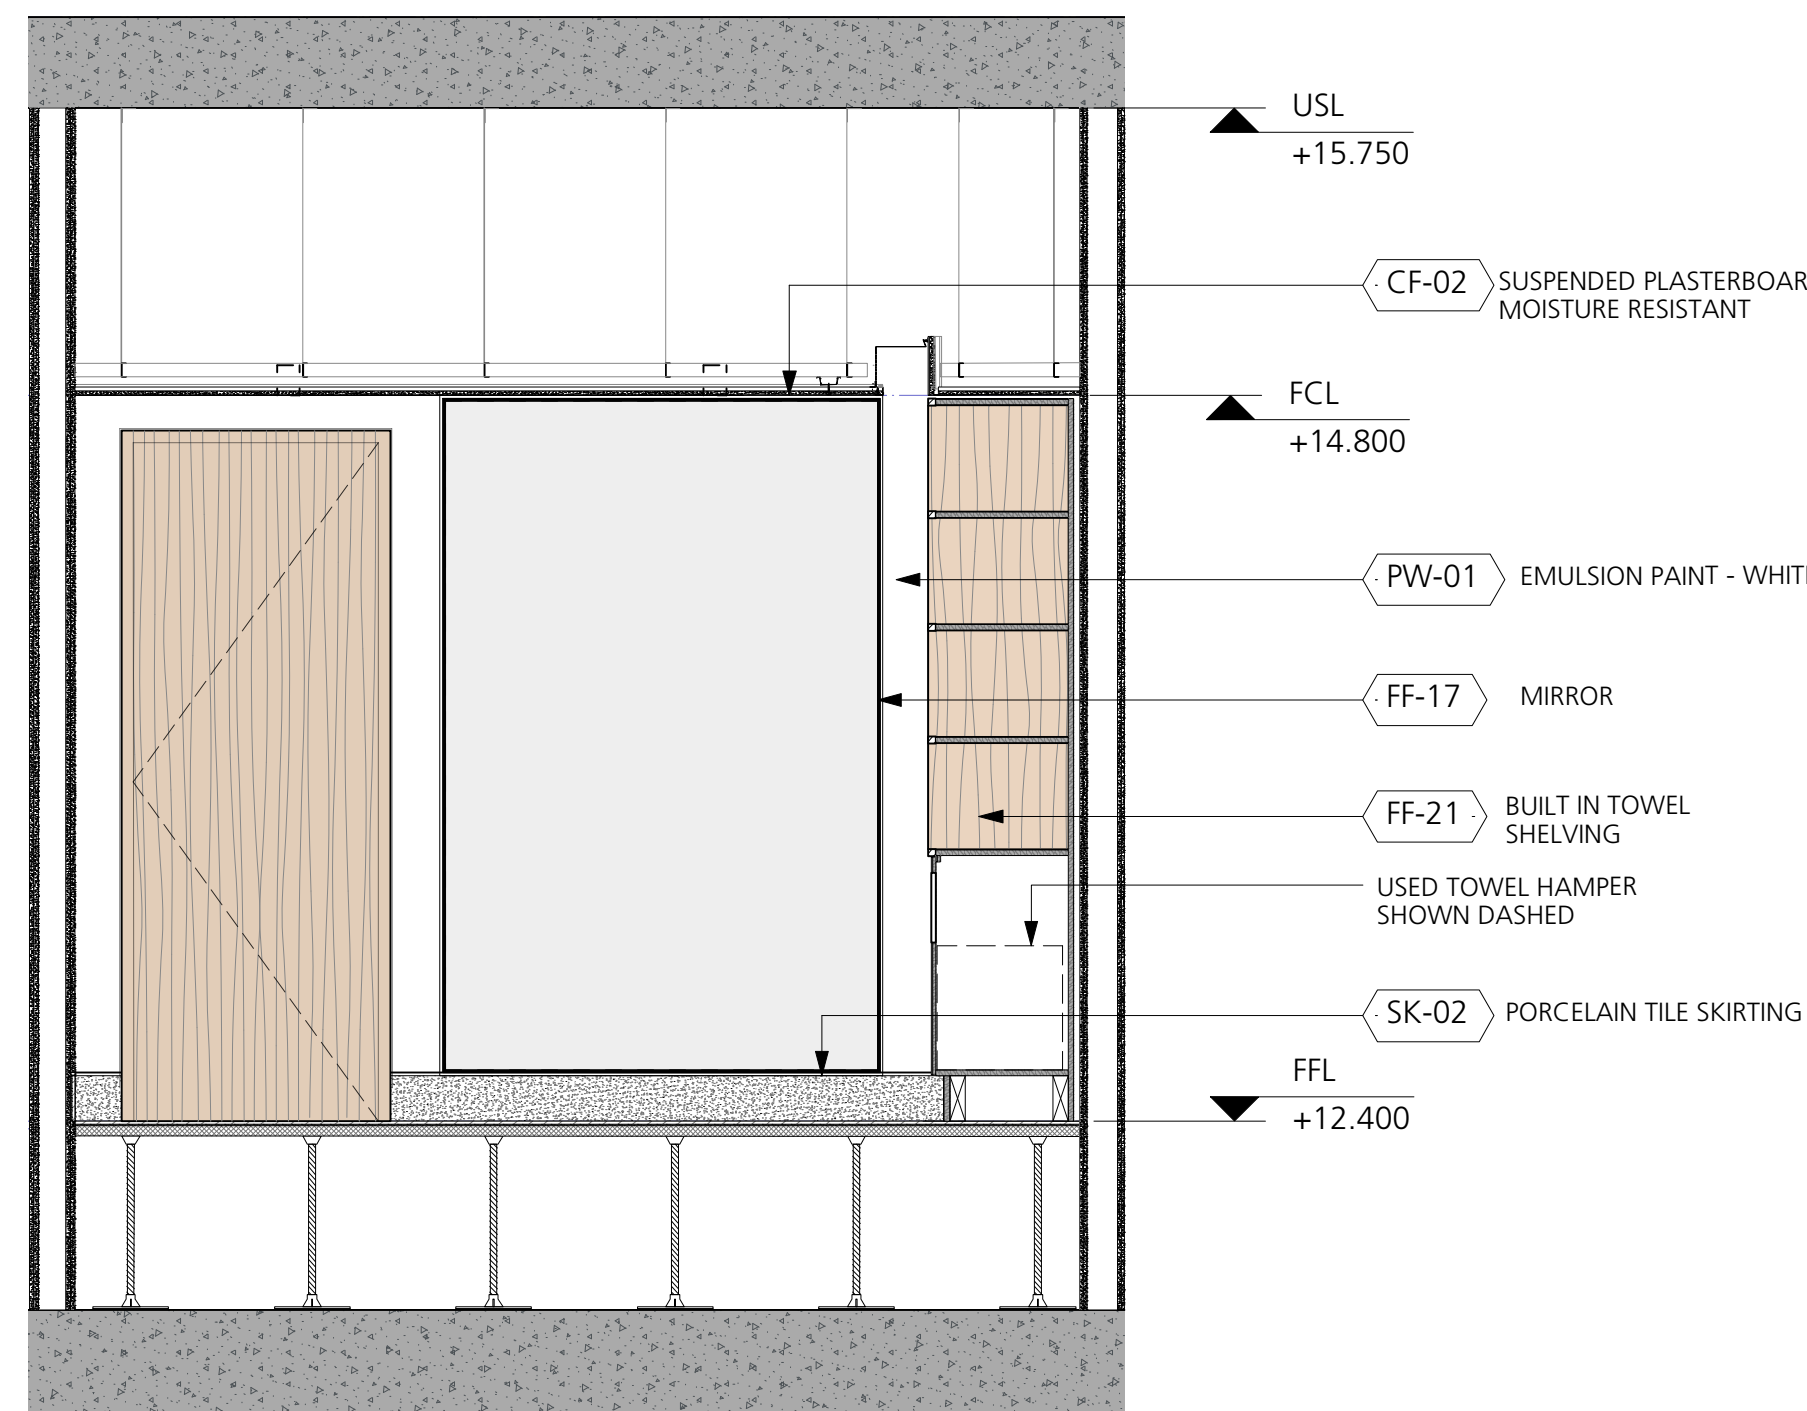 USL
+15.750
CF-02
SUSPENDED PLASTERBOAR
MOISTURE RESISTANT
FCL
+14.800
PW-01
EMULSION PAINT - WHIT
FF-17
MIRROR
FF-21
BUILT IN TOWEL
SHELVING
USED TOWEL HAMPER
SHOWN DASHED
SK-02
PORCELAIN TILE SKIRTING
FFL
+12.400